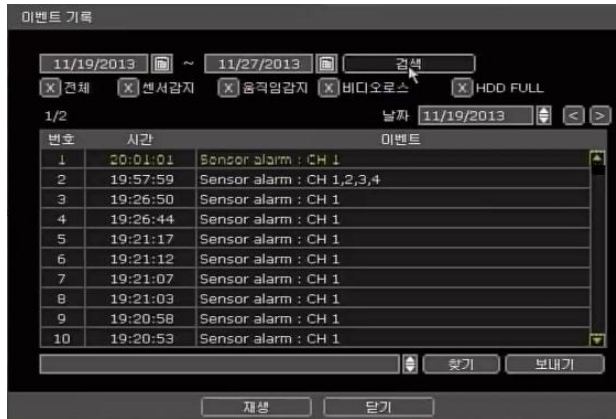 이벤트 기록
11/19/2013 ~ 11/27/2013 검색
X 전체 X 센서감지 X 움직임감지 X 비디오로스 X HDD FULL
1/2 날짜 11/19/2013 < >
번호 시간 이벤트
1 20:01:01 Sensor alarm : CH 1
2 19:57:59 Sensor alarm : CH 1,2,3,4
3 19:26:50 Sensor alarm : CH 1
4 19:26:44 Sensor alarm : CH 1
5 19:21:17 Sensor alarm : CH 1
6 19:21:12 Sensor alarm : CH 1
7 19:21:07 Sensor alarm : CH 1
8 19:21:03 Sensor alarm : CH 1
9 19:20:58 Sensor alarm : CH 1
10 19:20:53 Sensor alarm : CH 1
찾기 보내기
재생 닫기